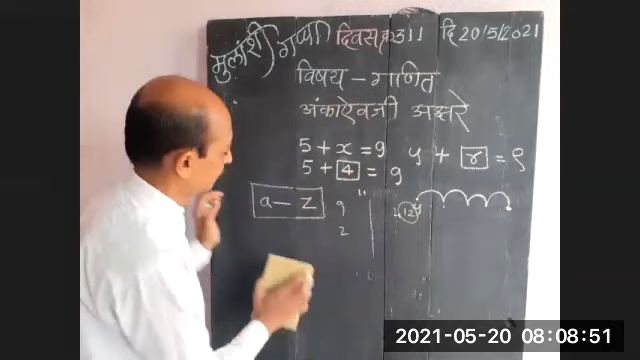 मुलांशी गप्पा दिवस क्र 311 दि 20/5/2021
विषय - गणित
अंकाऐवजी अक्षरे
5 + x = 9
५ + ४ = ९
5 + 4 = 9
a - z
9
2
12
2021-05-20 08:08:51